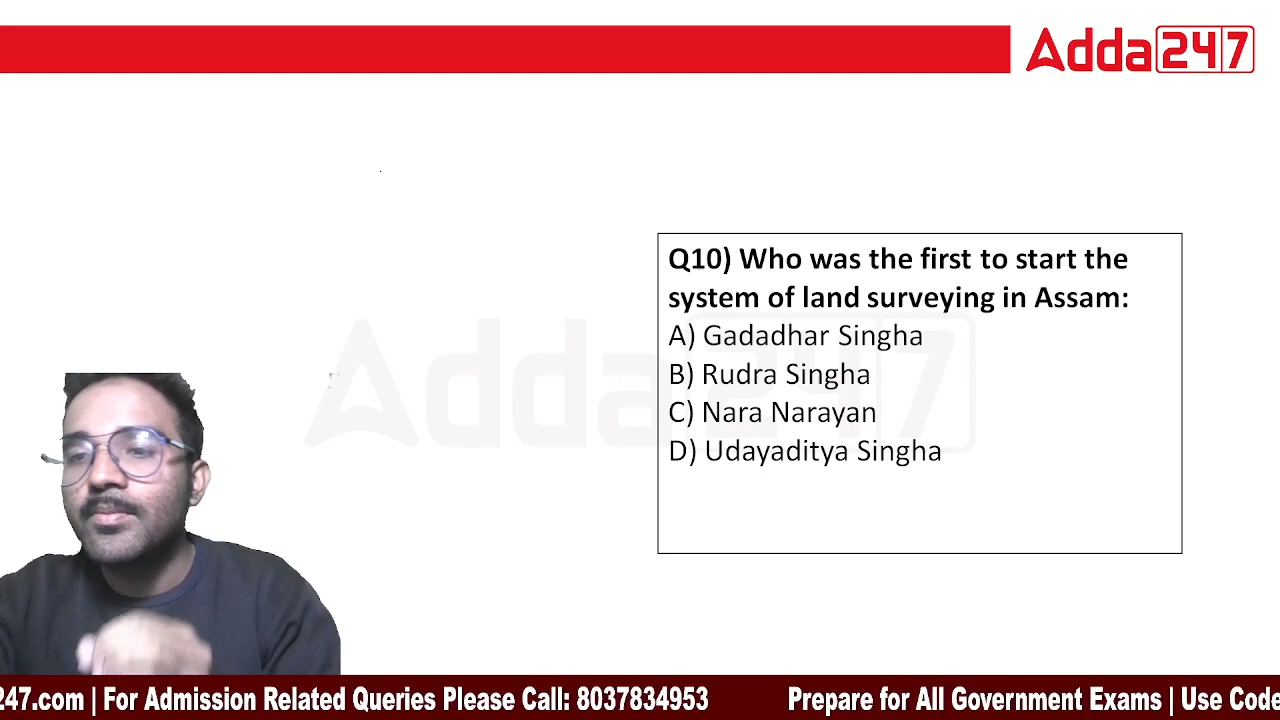 Adda247
Q10) Who was the first to start the
system of land surveying in Assam:
A) Gadadhar Singha
B) Rudra Singha
C) Nara Narayan
D) Udayaditya Singha
Adda247
247.com | For Admission Related Queries Please Call: 8037834953 Prepare for All Government Exams | Use Code